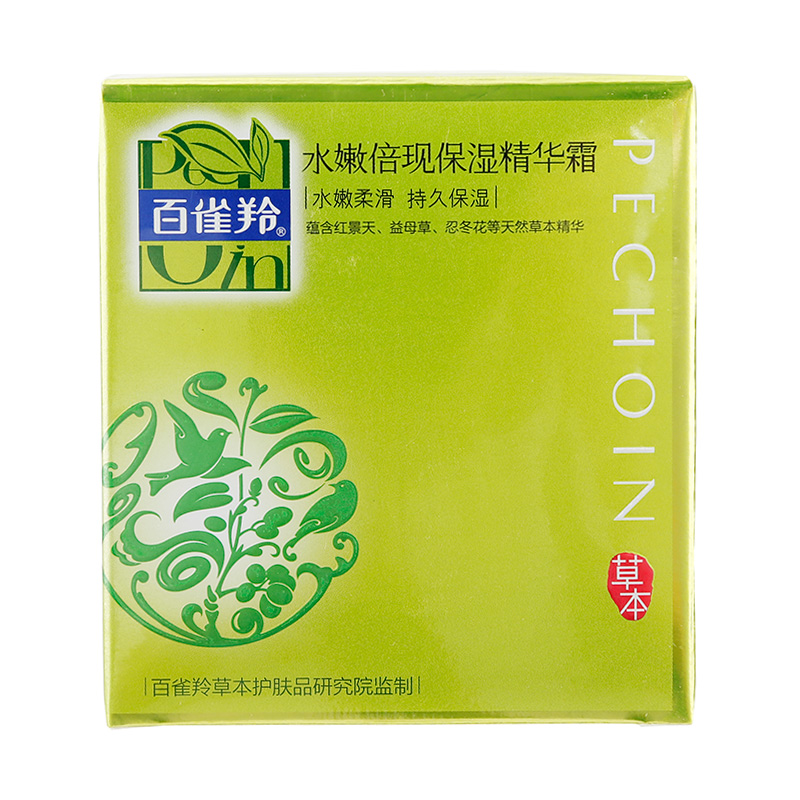 水嫩倍现保湿精华霜
水嫩柔滑 持久保湿
蕴含红景天、益母草、忍冬花等天然草本精华
百雀羚®
PECHOIN
草本
百雀羚草本护肤品研究院监制